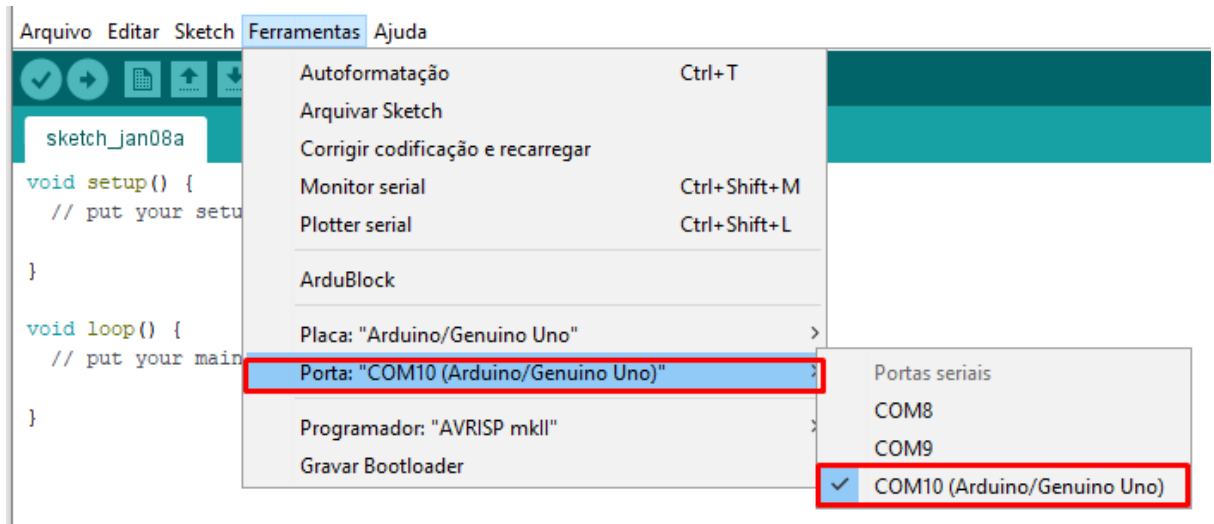 Arquivo Editar Sketch Ferramentas Ajuda
sketch_jan08a
void setup() {
// put your setu
}
void loop() {
// put your main
}
Autoformatação Ctrl+T
Arquivar Sketch
Corrigir codificação e recarregar
Monitor serial Ctrl+Shift+M
Plotter serial Ctrl+Shift+L
ArduBlock
Placa: "Arduino/Genuino Uno"
Porta: "COM10 (Arduino/Genuino Uno)"
Programador: "AVRISP mkII"
Gravar Bootloader
Portas seriais
COM8
COM9
COM10 (Arduino/Genuino Uno)